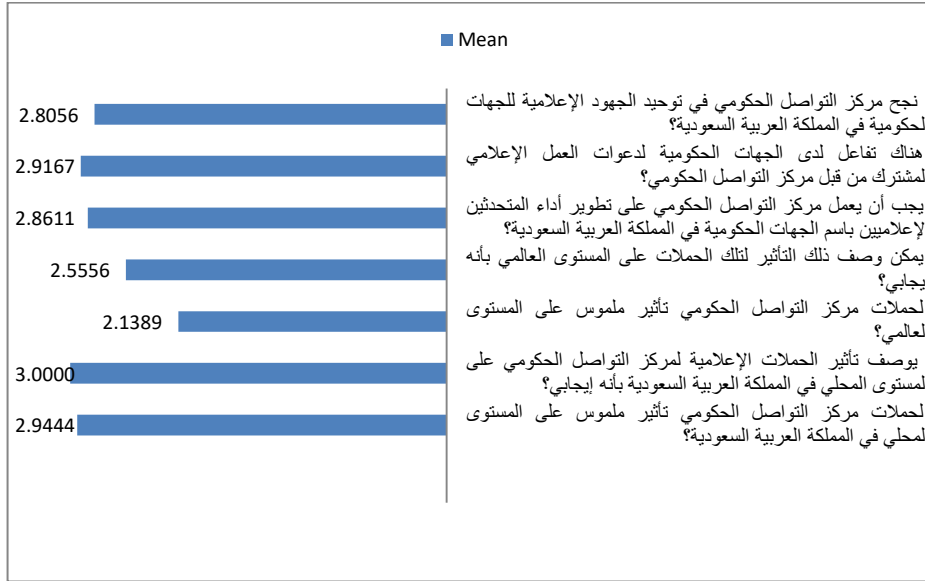 Mean
نجح مركز التواصل الحكومي في توحيد الجهود الإعلامية للجهات
لحكومية في المملكة العربية السعودية؟
هناك تفاعل لدى الجهات الحكومية لدعوات العمل الإعلامي
لمشترك من قبل مركز التواصل الحكومي؟
يجب أن يعمل مركز التواصل الحكومي على تطوير أداء المتحدثين
لإعلاميين باسم الجهات الحكومية في المملكة العربية السعودية؟
يمكن وصف ذلك التأثير لتلك الحملات على المستوى العالمي بأنه
يجابي؟
لحملات مركز التواصل الحكومي تأثير ملموس على المستوى
لعالمي؟
يوصف تأثير الحملات الإعلامية لمركز التواصل الحكومي على
لمستوى المحلي في المملكة العربية السعودية بأنه إيجابي؟
لحملات مركز التواصل الحكومي تأثير ملموس على المستوى
لمحلي في المملكة العربية السعودية؟
2.8056
2.9167
2.8611
2.5556
2.1389
3.0000
2.9444